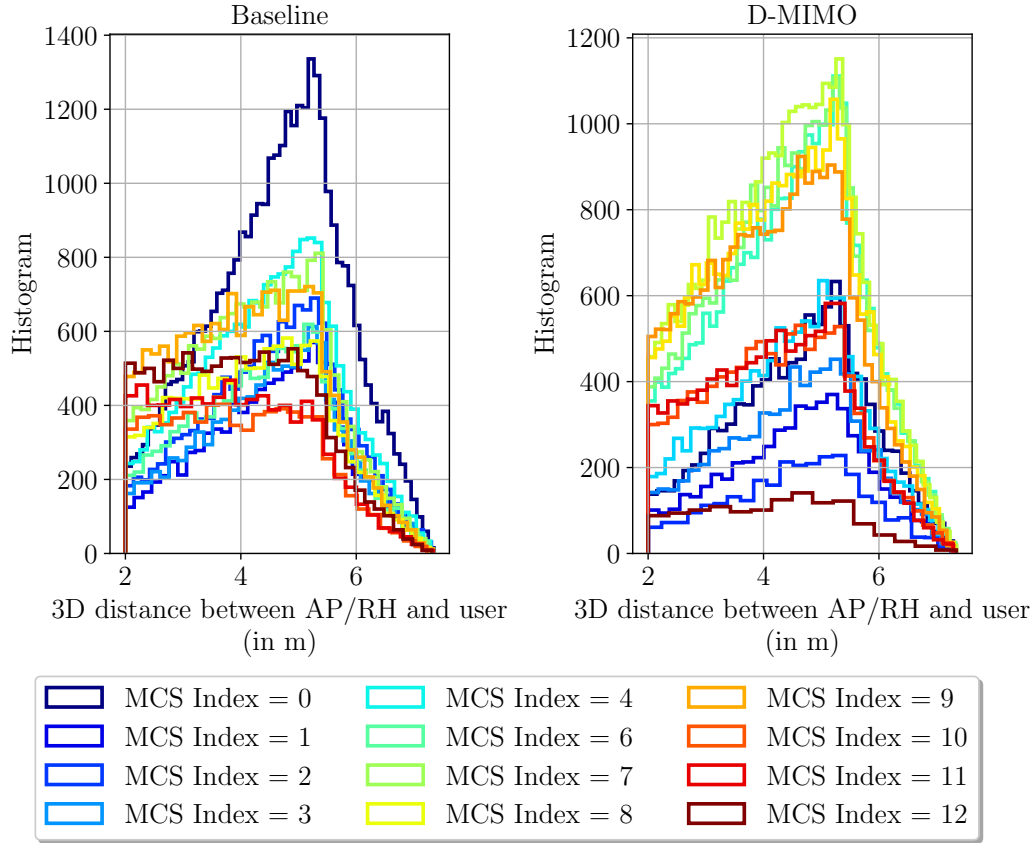 Baseline
1400
1200
1000
800
600
400
200
0
Histogram
2
4
6
3D distance between AP/RH and user
(in m)
D-MIMO
1200
1000
800
600
400
200
0
Histogram
2
4
6
3D distance between AP/RH and user
(in m)
MCS Index = 0
MCS Index = 1
MCS Index = 2
MCS Index = 3
MCS Index = 4
MCS Index = 6
MCS Index = 7
MCS Index = 8
MCS Index = 9
MCS Index = 10
MCS Index = 11
MCS Index = 12